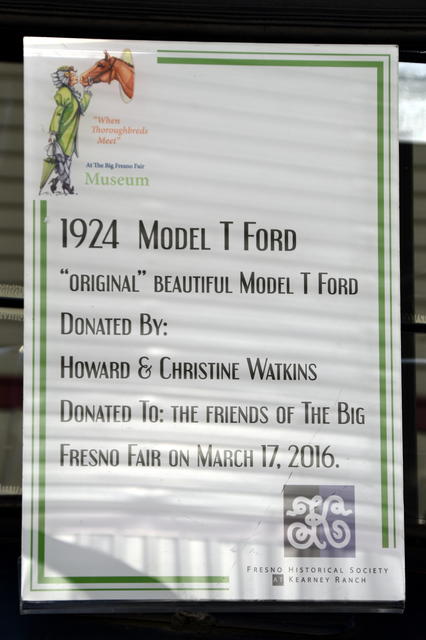 "When
Thoroughbreds
Meet"
At The Big Fresno Fair
Museum
1924 Model T Ford
"original" beautiful Model T Ford
Donated By:
Howard & Christine Watkins
Donated To: the friends of The Big
Fresno Fair on March 17, 2016.
Fresno Historical Society
at Kearney Ranch